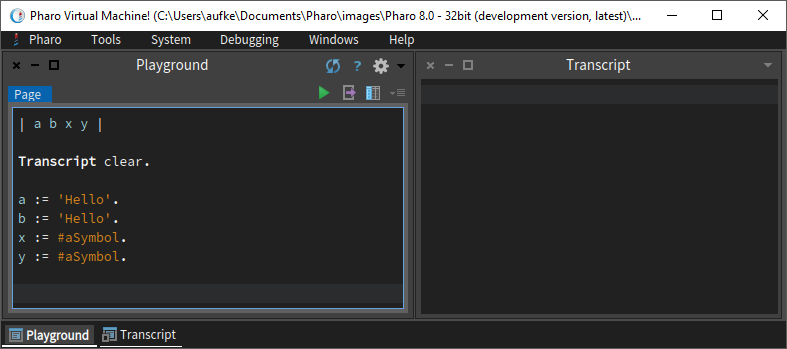 Pharo Virtual Machine! (C:\Users\aufke\Documents\Pharo\images\Pharo 8.0 - 32bit (development version, latest)\...
Pharo Tools System Debugging Windows Help
Playground ?
Transcript
Page
| a b x y |
Transcript clear.
a := 'Hello'.
b := 'Hello'.
x := #aSymbol.
y := #aSymbol.
Playground Transcript